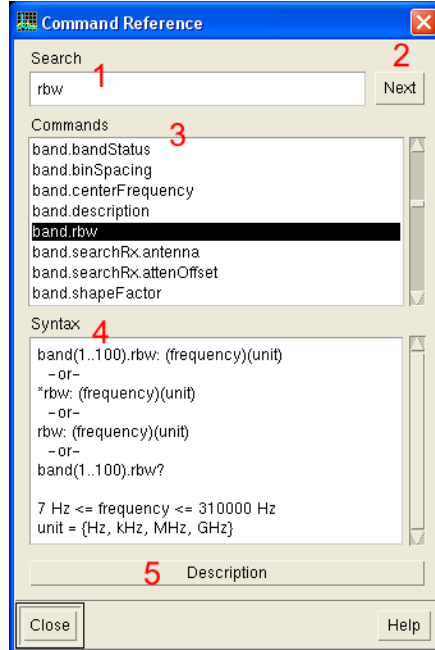 Command Reference
Search
1
2
rbw
Next
Commands
3
band.bandStatus
band.binSpacing
band.centerFrequency
band.description
band.rbw
band.searchRx.antenna
band.searchRx.attenOffset
band.shapeFactor
Syntax
4
band(1..100).rbw: (frequency)(unit)
-or-
*rbw: (frequency)(unit)
-or-
rbw: (frequency)(unit)
-or-
band(1..100).rbw?
7 Hz <= frequency <= 310000 Hz
unit = {Hz, kHz, MHz, GHz}
5
Description
Close
Help